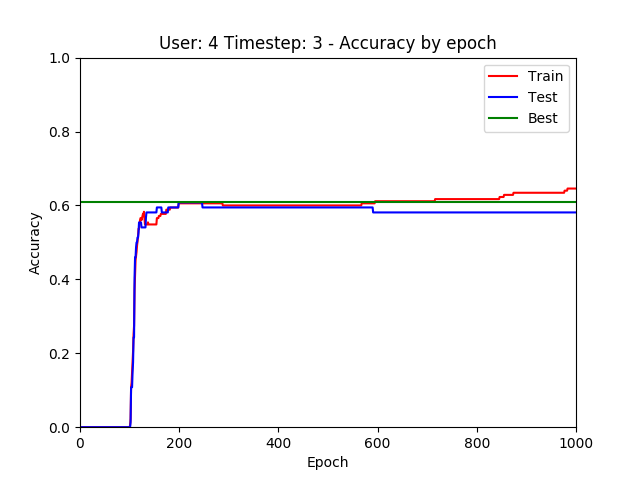 User: 4 Timestep: 3 - Accuracy by epoch
1.0
0.8
0.6
0.4
0.2
0.0
Accuracy
Train
Test
Best
0 200 400 600 800 1000
Epoch